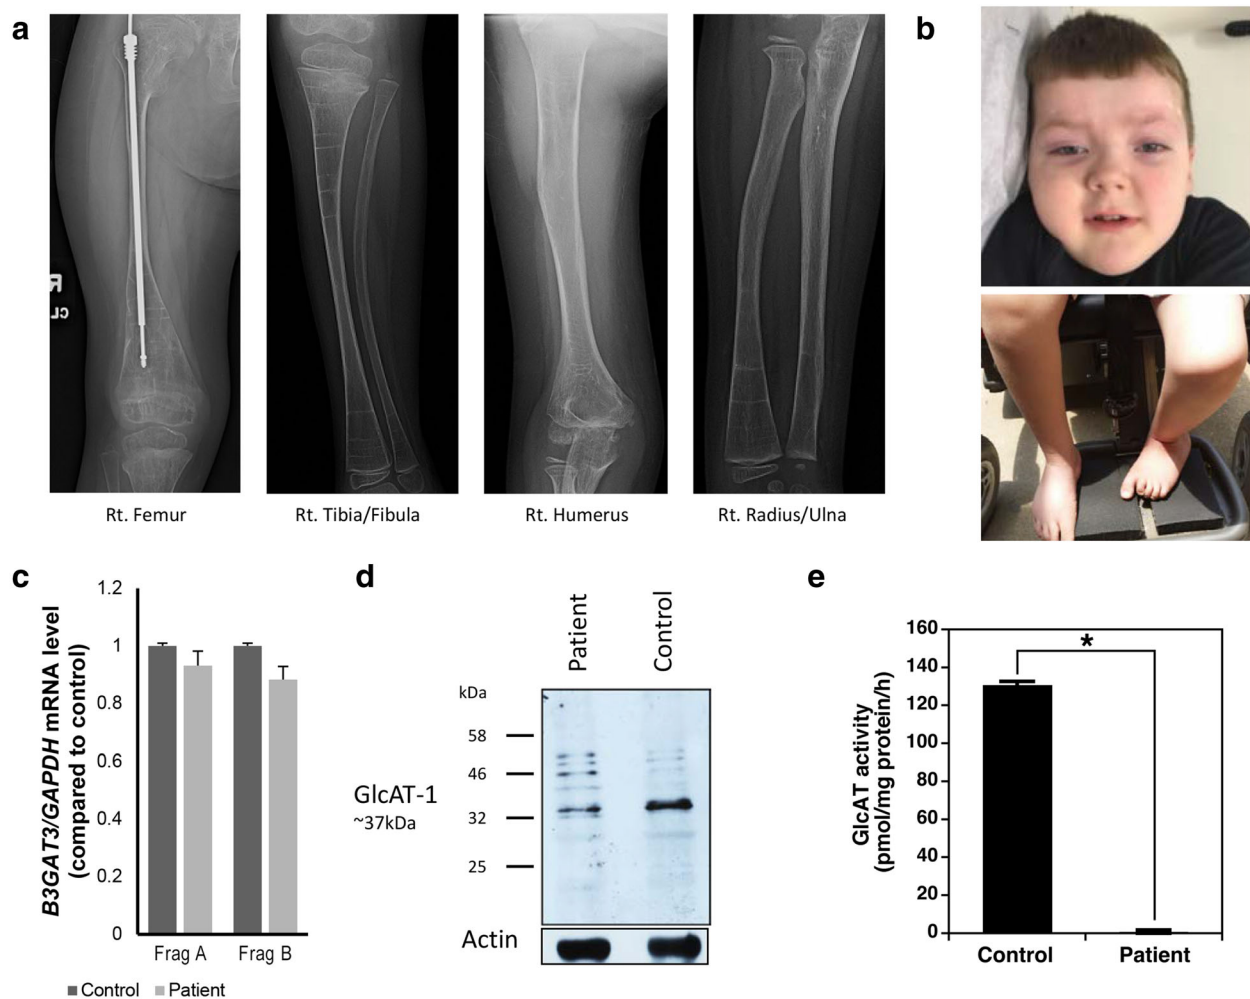 a
b
R
CL
Rt. Femur
Rt. Tibia/Fibula
Rt. Humerus
Rt. Radius/Ulna
c
d
e
B3GAT3/GAPDH mRNA level
(compared to control)
1.2
1
0.8
0.6
0.4
0.2
0
Frag A
Frag B
Control
Patient
Patient
Control
kDa
58
46
32
25
GlcAT-1
~37kDa
Actin
GlcAT activity
(pmol/mg protein/h)
160
140
120
100
80
60
40
20
0
*
Control
Patient